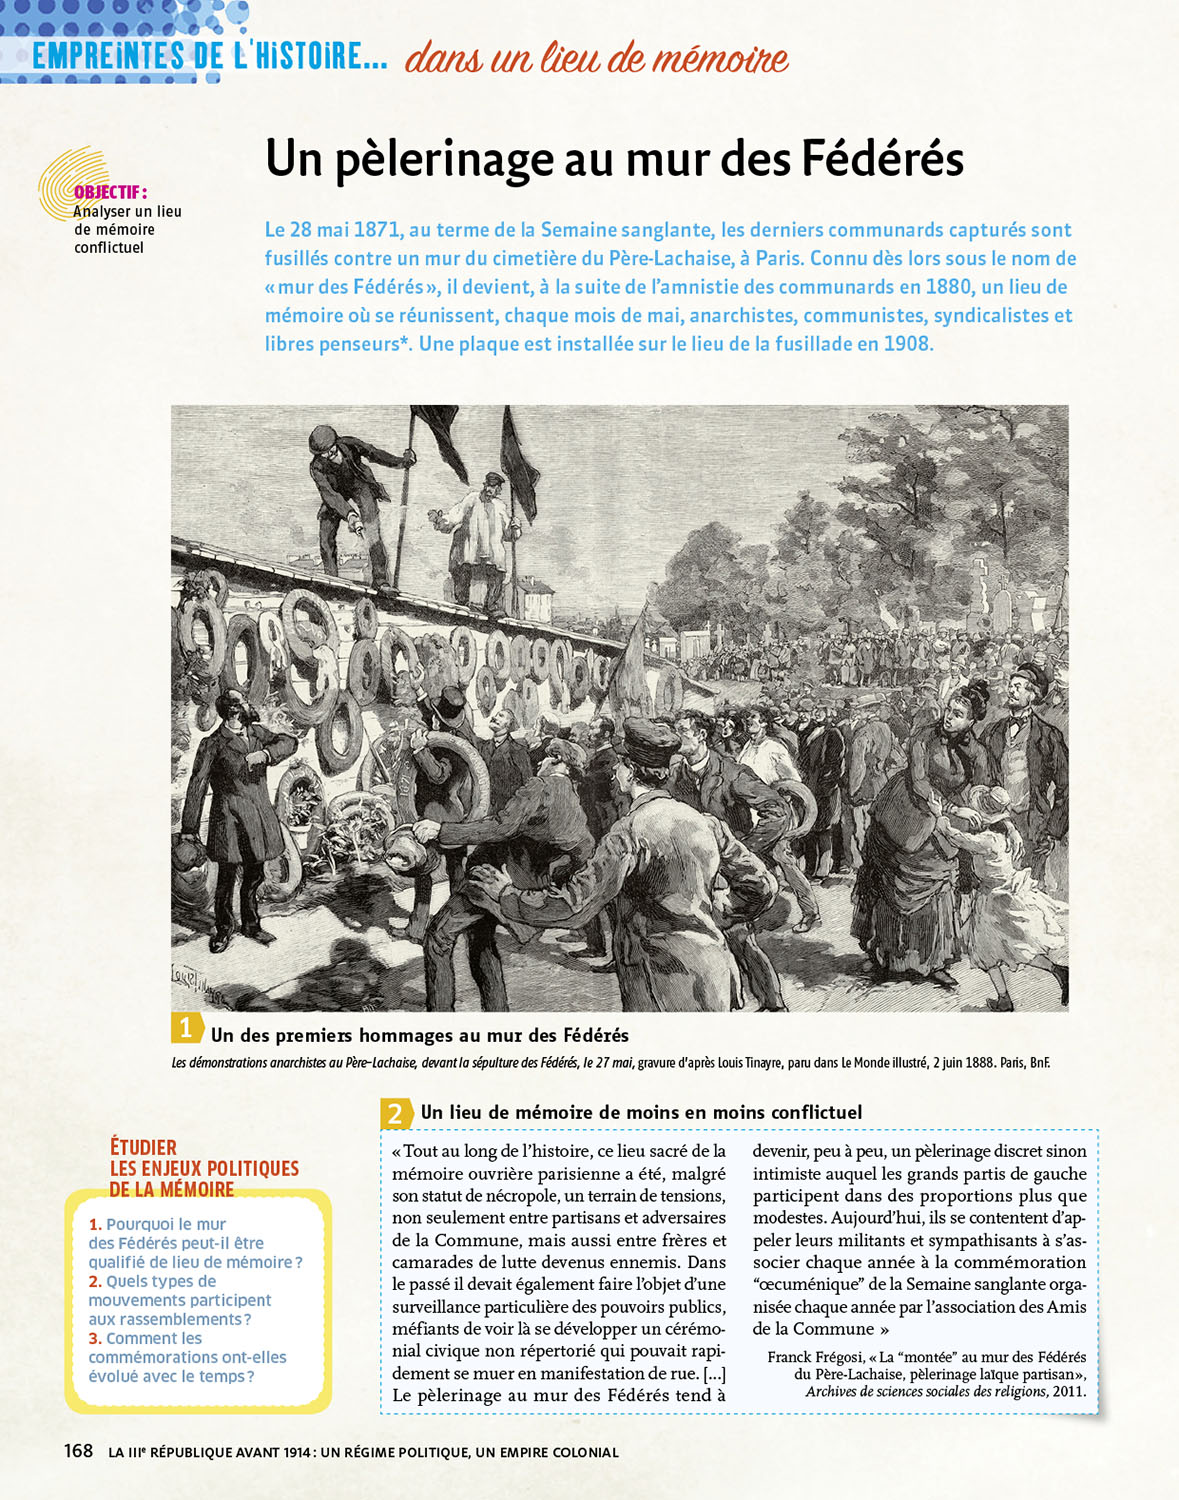 EMPREINTES DE L'HISTOIRE... dans un lieu de mémoire
Un pèlerinage au mur des Fédérés
OBJECTIF :
Analyser un lieu
de mémoire
conflictuel
Le 28 mai 1871, au terme de la Semaine sanglante, les derniers communards capturés sont
fusillés contre un mur du cimetière du Père-Lachaise, à Paris. Connu dès lors sous le nom de
« mur des Fédérés », il devient, à la suite de l'amnistie des communards en 1880, un lieu de
mémoire où se réunissent, chaque mois de mai, anarchistes, communistes, syndicalistes et
libres penseurs*. Une plaque est installée sur le lieu de la fusillade en 1908.
1 Un des premiers hommages au mur des Fédérés
Les démonstrations anarchistes au Père-Lachaise, devant la sépulture des Fédérés, le 27 mai, gravure d'après Louis Tinayre, paru dans Le Monde illustré, 2 juin 1888. Paris, BnF.
2 Un lieu de mémoire de moins en moins conflictuel
« Tout au long de l'histoire, ce lieu sacré de la
mémoire ouvrière parisienne a été, malgré
son statut de nécropole, un terrain de tensions,
non seulement entre partisans et adversaires
de la Commune, mais aussi entre frères et
camarades de lutte devenus ennemis. Dans
le passé il devait également faire l'objet d'une
surveillance particulière des pouvoirs publics,
méfiants de voir là se développer un cérémo-
nial civique non répertorié qui pouvait rapi-
dement se muer en manifestation de rue. [...]
Le pèlerinage au mur des Fédérés tend à
devenir, peu à peu, un pèlerinage discret sinon
intimiste auquel les grands partis de gauche
participent dans des proportions plus que
modestes. Aujourd'hui, ils se contentent d'ap-
peler leurs militants et sympathisants à s'as-
socier chaque année à la commémoration
“œcuménique” de la Semaine sanglante orga-
nisée chaque année par l'association des Amis
de la Commune »
Franck Frégosi, « La “montée” au mur des Fédérés
du Père-Lachaise, pèlerinage laïque partisan »,
Archives de sciences sociales des religions, 2011.
ÉTUDIER
LES ENJEUX POLITIQUES
DE LA MÉMOIRE
1. Pourquoi le mur
des Fédérés peut-il être
qualifié de lieu de mémoire ?
2. Quels types de
mouvements participent
aux rassemblements ?
3. Comment les
commémorations ont-elles
évolué avec le temps ?
168 LA IIIe RÉPUBLIQUE AVANT 1914 : UN RÉGIME POLITIQUE, UN EMPIRE COLONIAL